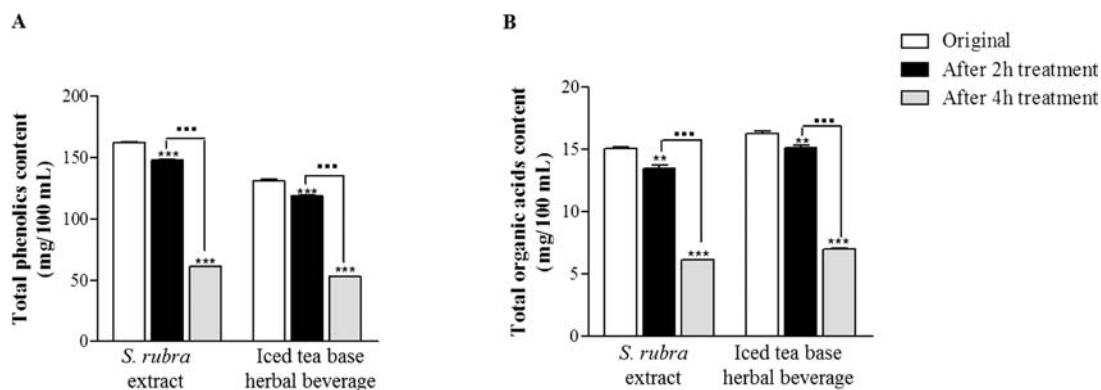 A
Total phenolics content
(mg/100 mL)
200
150
100
50
0
***
***
***
***
▪▪▪
▪▪▪
S. rubra
extract
Iced tea base
herbal beverage
B
Total organic acids content
(mg/100 mL)
20
15
10
5
0
**
***
**
***
▪▪▪
▪▪▪
S. rubra
extract
Iced tea base
herbal beverage
Original
After 2h treatment
After 4h treatment